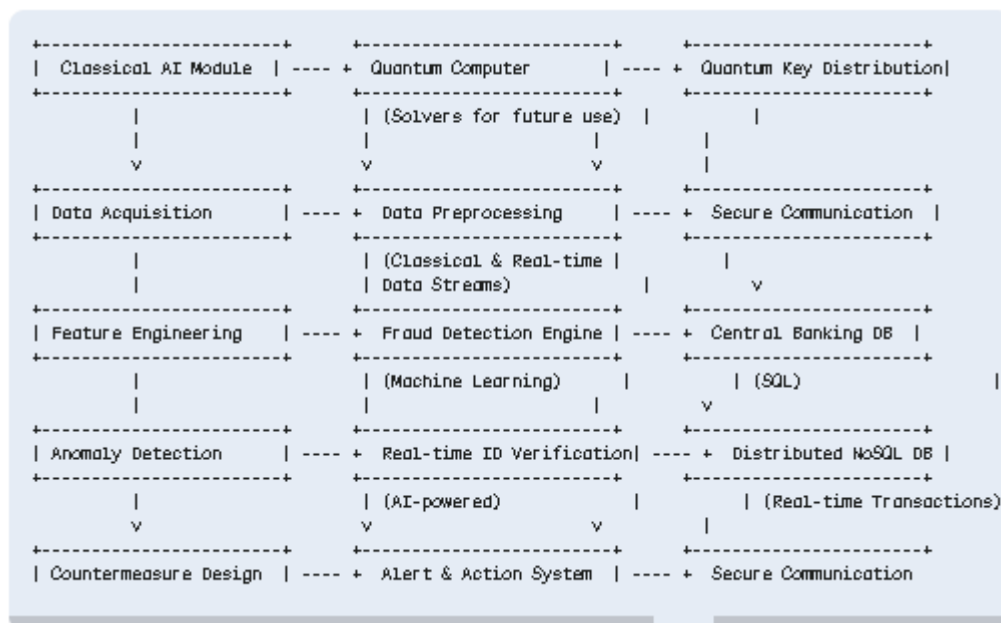 +------------------------+ +--------------------------+ +------------------------+
| Classical AI Module | ---- + Quantum Computer | ---- + Quantum Key Distribution|
+------------------------+ +--------------------------+ +------------------------+
| | (Solvers for future use) | |
| | | |
v v v |
+------------------------+ +--------------------------+ +------------------------+
| Data Acquisition | ---- + Data Preprocessing | ---- + Secure Communication |
+------------------------+ +--------------------------+ +------------------------+
| | (Classical & Real-time | |
| | Data Streams) | v
+------------------------+ +--------------------------+ +------------------------+
| Feature Engineering | ---- + Fraud Detection Engine | ---- + Central Banking DB |
+------------------------+ +--------------------------+ +------------------------+
| | (Machine Learning) | | (SQL) |
| | | v
+------------------------+ +--------------------------+ +------------------------+
| Anomaly Detection | ---- + Real-time ID Verification| ---- + Distributed NoSQL DB |
+------------------------+ +--------------------------+ +------------------------+
| | (AI-powered) | | (Real-time Transactions)
v v v |
+------------------------+ +--------------------------+ +------------------------+
| Countermeasure Design | ---- + Alert & Action System | ---- + Secure Communication